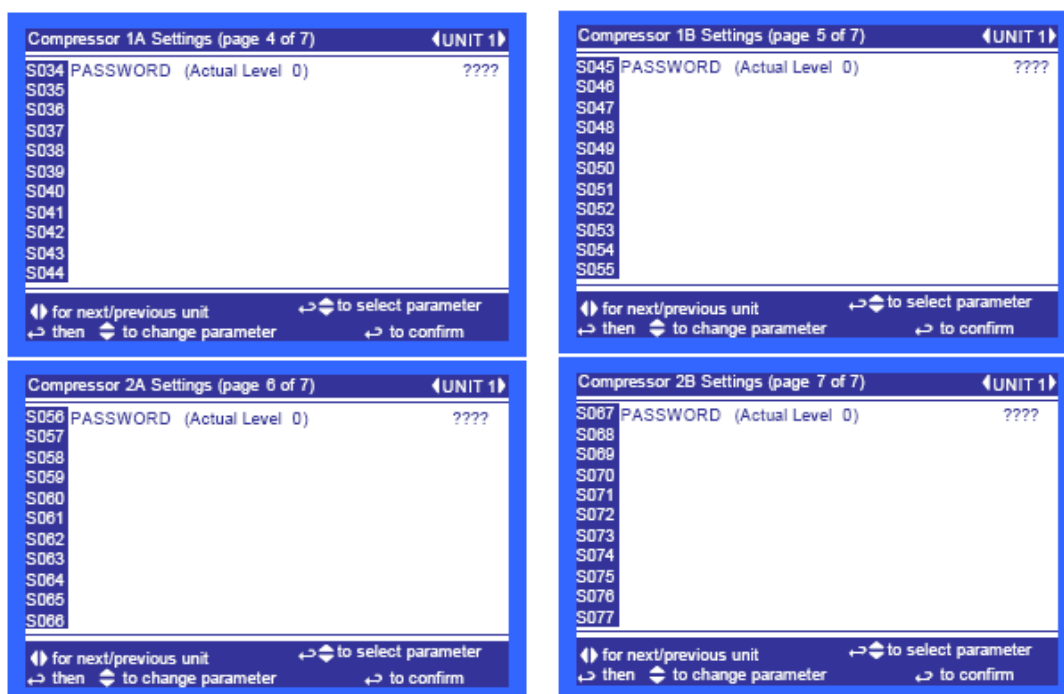 Compressor 1A Settings (page 4 of 7) UNIT 1
S034 PASSWORD (Actual Level 0) ????
S035
S036
S037
S038
S039
S040
S041
S042
S043
S044
for next/previous unit to select parameter
then to change parameter to confirm
Compressor 1B Settings (page 5 of 7) UNIT 1
S045 PASSWORD (Actual Level 0) ????
S046
S047
S048
S049
S050
S051
S052
S053
S054
S055
for next/previous unit to select parameter
then to change parameter to confirm
Compressor 2A Settings (page 6 of 7) UNIT 1
S056 PASSWORD (Actual Level 0) ????
S057
S058
S059
S060
S061
S062
S063
S064
S065
S066
for next/previous unit to select parameter
then to change parameter to confirm
Compressor 2B Settings (page 7 of 7) UNIT 1
S067 PASSWORD (Actual Level 0) ????
S068
S069
S070
S071
S072
S073
S074
S075
S076
S077
for next/previous unit to select parameter
then to change parameter to confirm